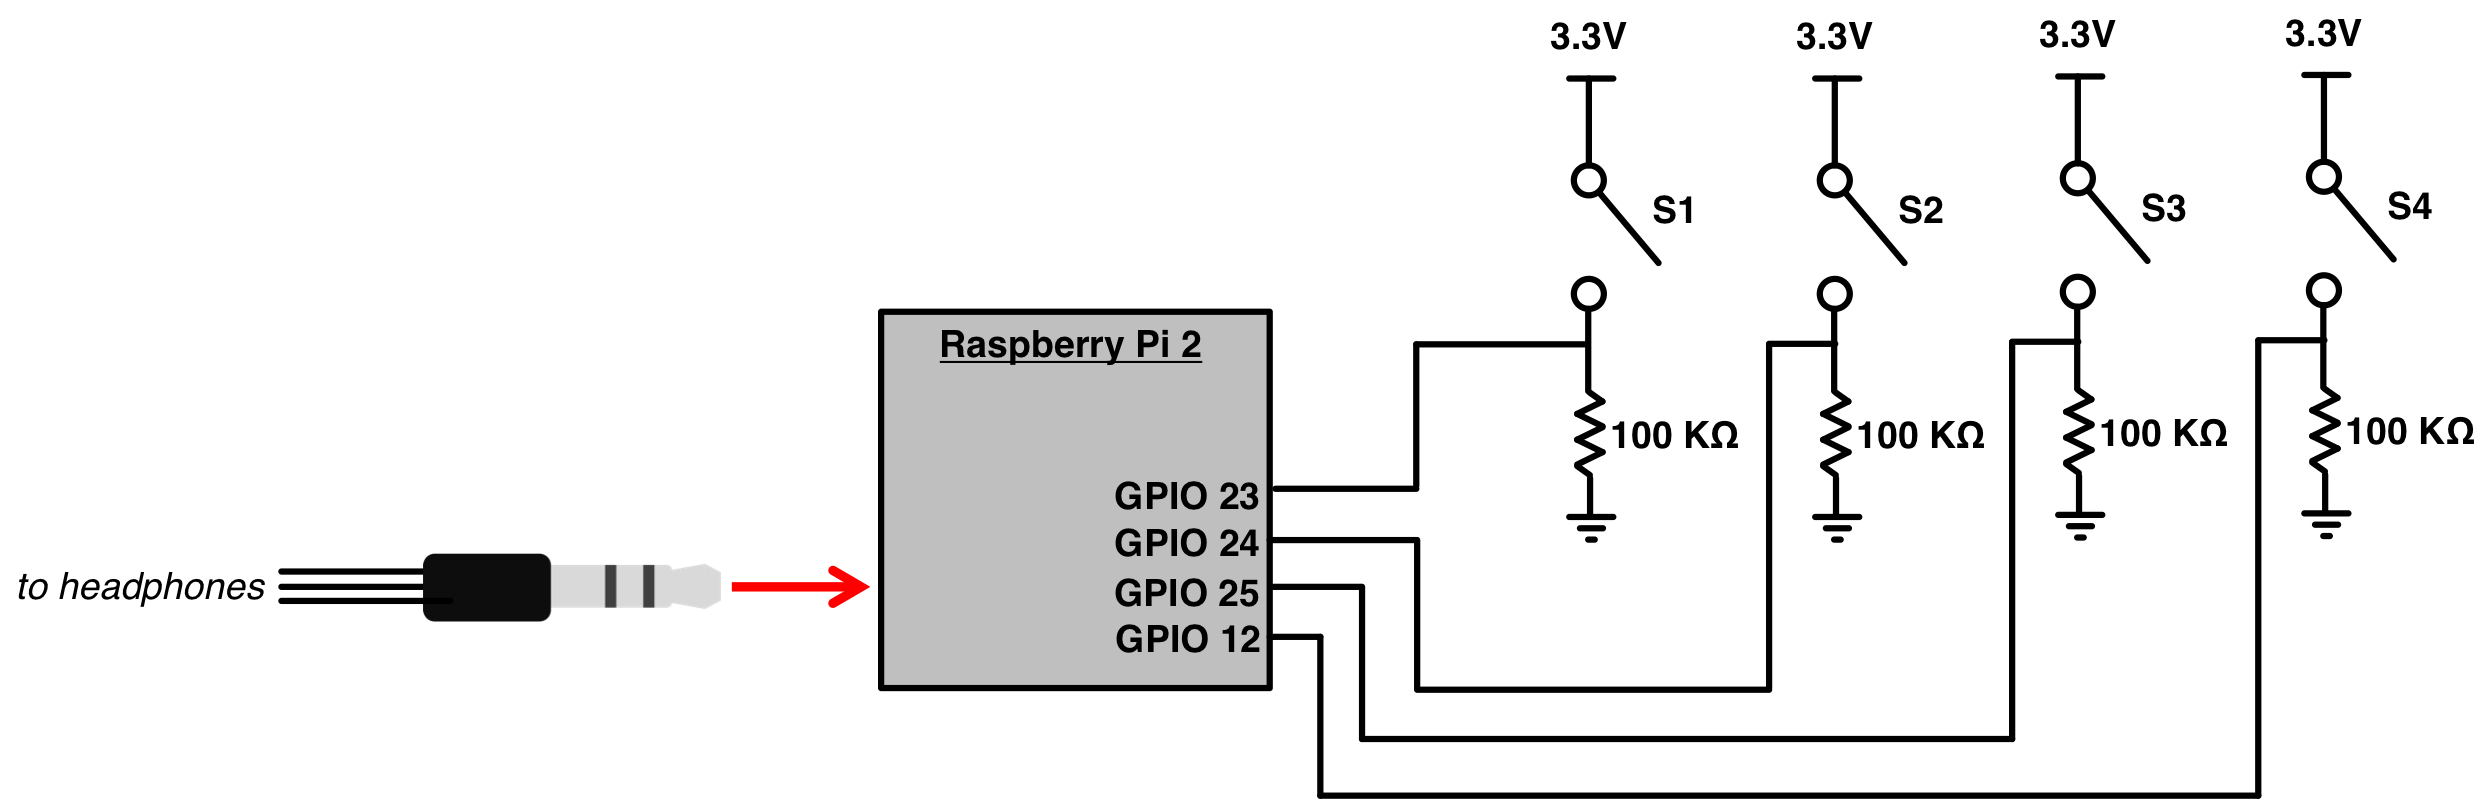 3.3V
3.3V
3.3V
3.3V
S1
S2
S3
S4
Raspberry Pi 2
100 KΩ
100 KΩ
100 KΩ
100 KΩ
GPIO 23
GPIO 24
GPIO 25
GPIO 12
to headphones